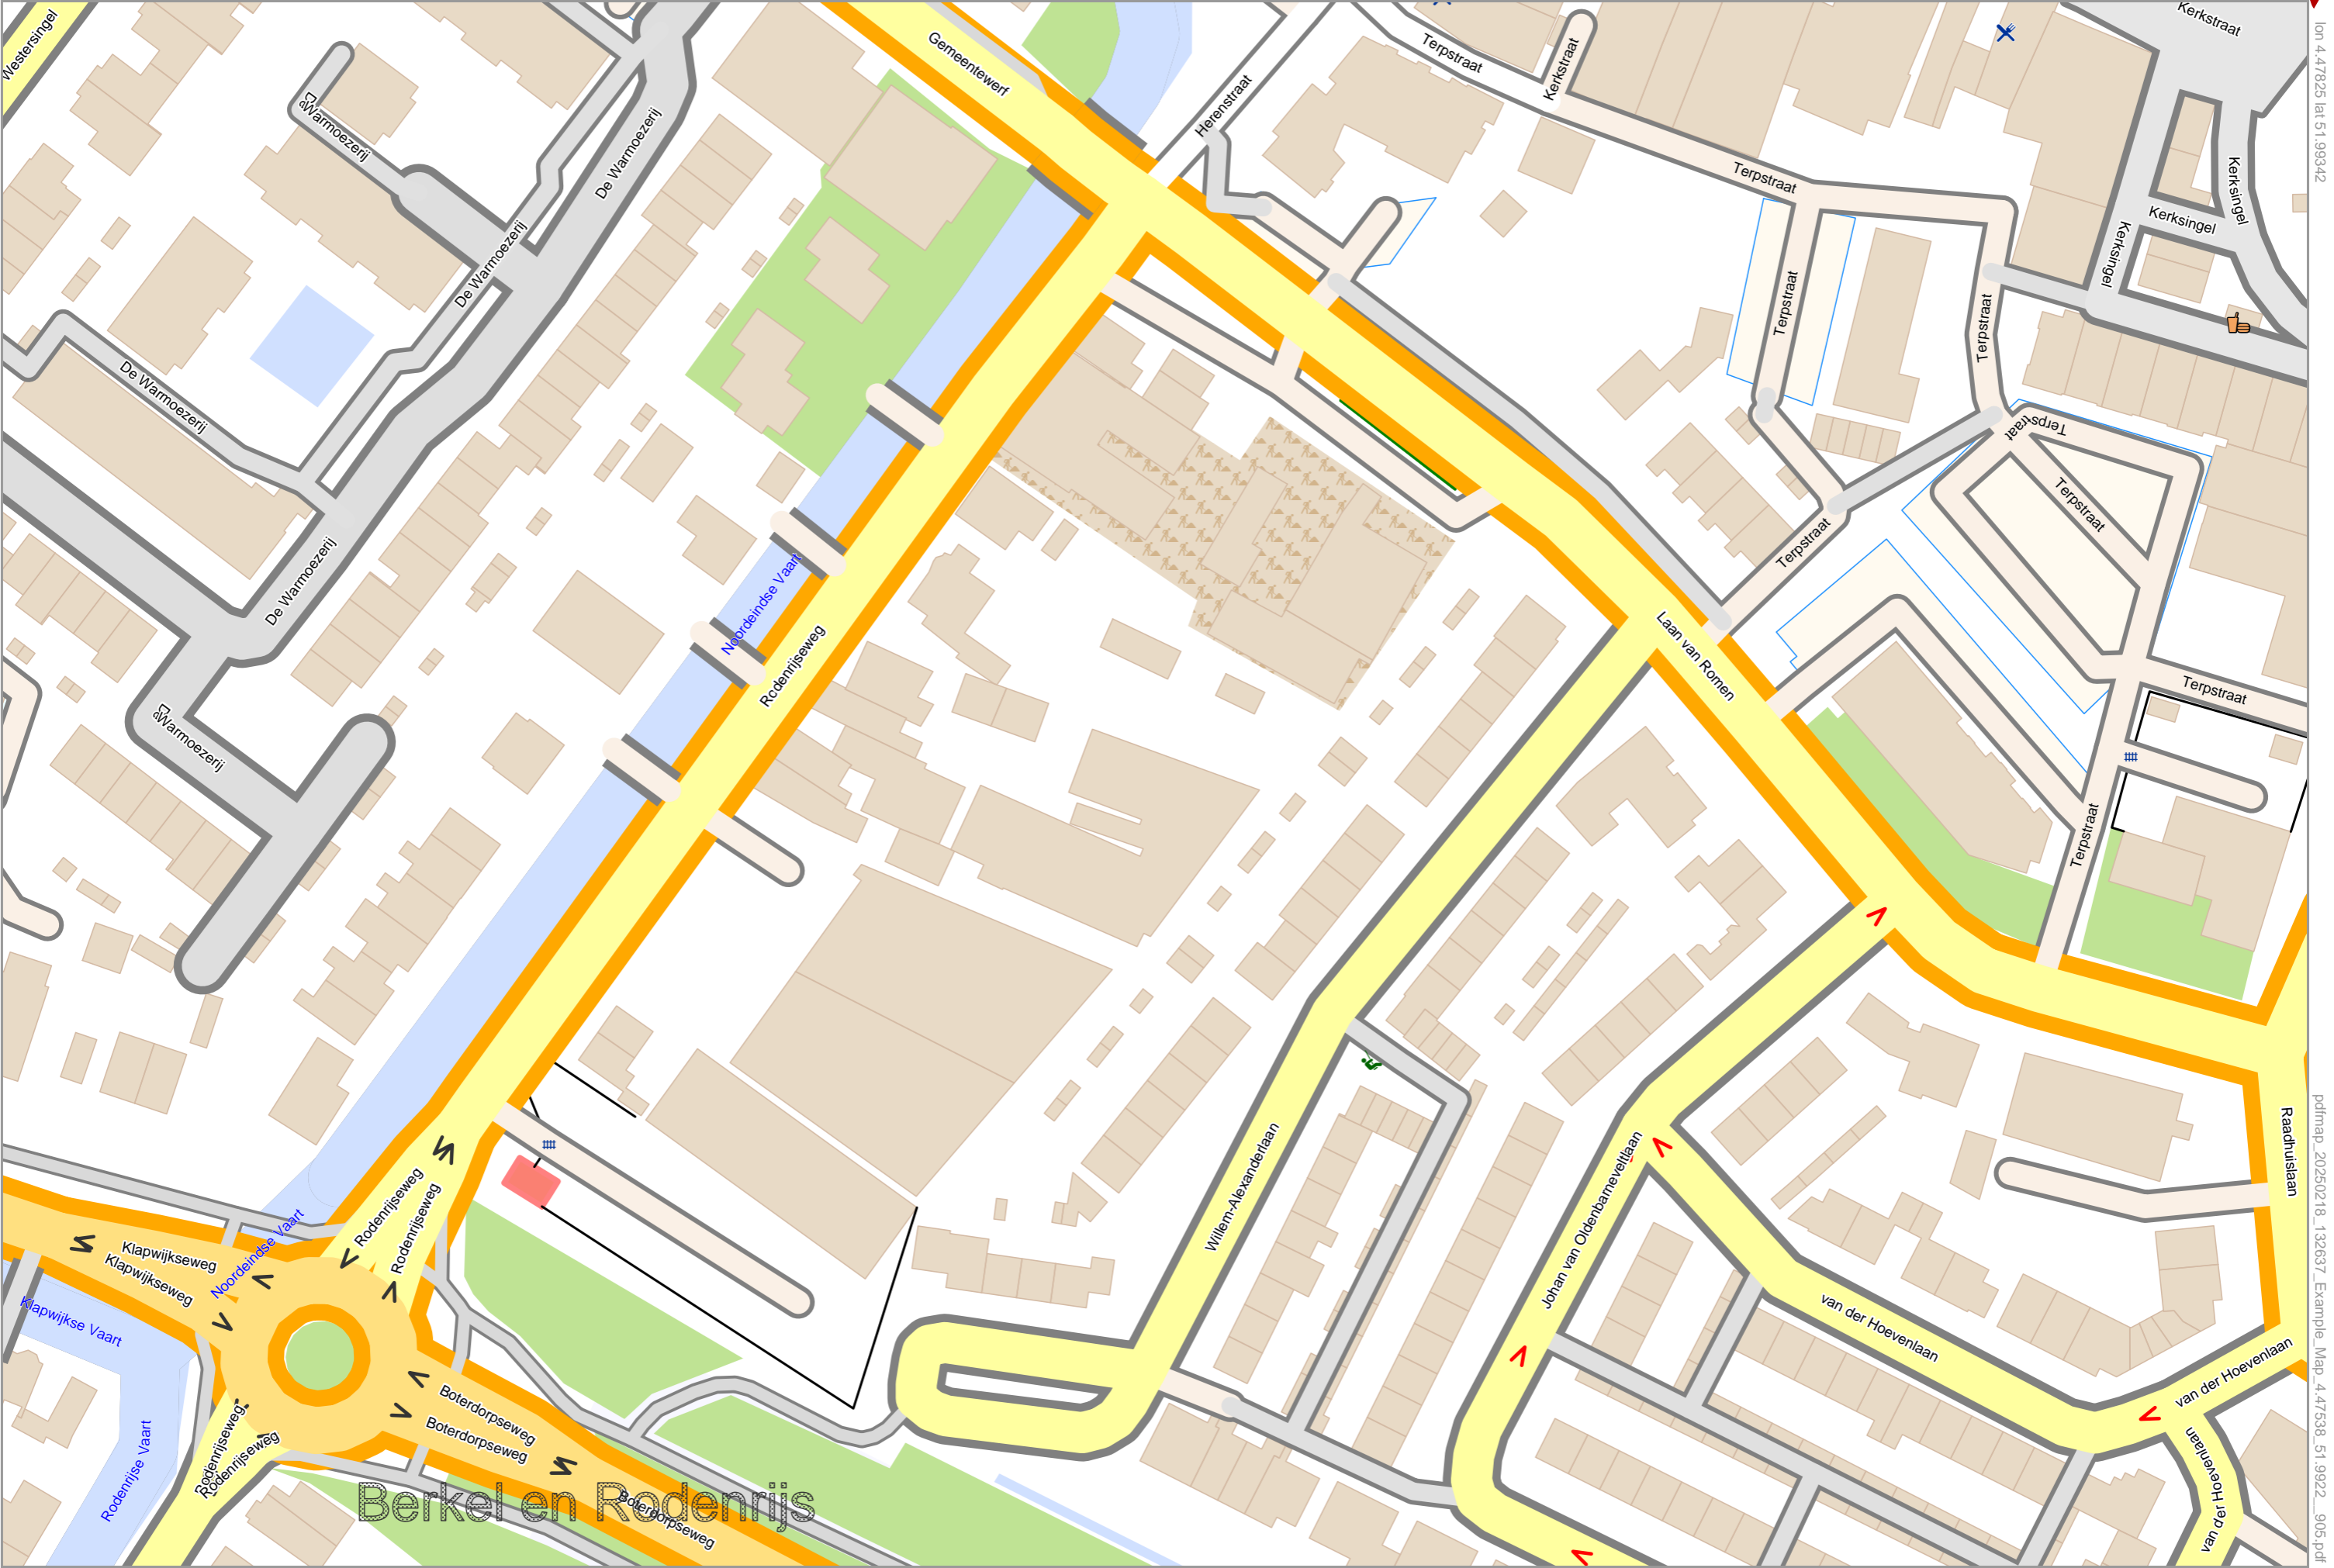 Westersingel
Gemeentewerf
Herenstraat
Terpstraat
Kerkstraat
Kerkstraat
De Warmoezerij
De Warmoezerij
De Warmoezerij
De Warmoezerij
De Warmoezerij
De Warmoezerij
Terpstraat
Terpstraat
Terpstraat
Kerksingel
Kerksingel
Kerksingel
Terpstraat
Terpstraat
Terpstraat
Terpstraat
Terpstraat
Noordeindse Vaart
Rodenrijseweg
Laan van Romen
Willem-Alexanderlaan
Johan van Oldenbarneveltlaan
Raadhuislaan
van der Hoevenlaan
van der Hoevenlaan
van der Hoevenlaan
Rodenrijseweg
Rodenrijseweg
Noordeindse Vaart
Klapwijkseweg
Klapwijkseweg
Klapwijkse Vaart
Rodenrijse Vaart
Rodenrijseweg
Rodenrijseweg
Boterdorpseweg
Boterdorpseweg
Boterdorpseweg
Berkel en Rodenrijs
lon 4.47825 lat 51.99342
pdfmap_20250218_132637_Example_Map_4.47538_51.9922__905.pdf